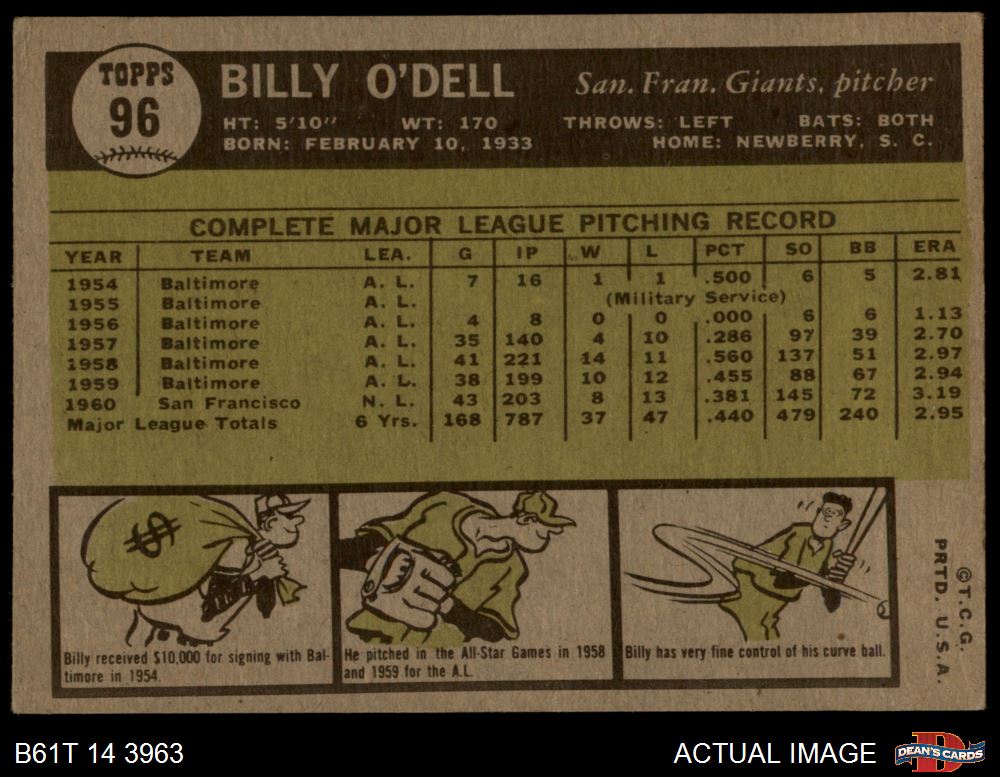 TOPPS
96
BILLY O'DELL
San. Fran. Giants, pitcher
HT: 5'10" WT: 170 THROWS: LEFT BATS: BOTH
BORN: FEBRUARY 10, 1933 HOME: NEWBERRY, S. C.
COMPLETE MAJOR LEAGUE PITCHING RECORD
YEAR TEAM LEA. G IP W L PCT SO BB ERA
1954 Baltimore A. L. 7 16 1 1 .500 6 5 2.81
1955 Baltimore (Military Service)
1956 Baltimore A. L. 4 8 0 0 .000 6 6 1.13
1957 Baltimore A. L. 35 140 4 10 .286 97 39 2.70
1958 Baltimore A. L. 41 221 14 11 .560 137 51 2.97
1959 Baltimore A. L. 38 199 10 12 .455 88 67 2.94
1960 San Francisco N. L. 43 203 8 13 .381 145 72 3.19
Major League Totals 6 Yrs. 168 787 37 47 .440 479 240 2.95
$
Billy received $10,000 for signing with Bal-
timore in 1954.
He pitched in the All-Star Games in 1958
and 1959 for the A.L.
Billy has very fine control of his curve ball.
© T.C.G.
PRTD. U.S.A.
B61T 14 3963
ACTUAL IMAGE
D
DEAN'S CARDS